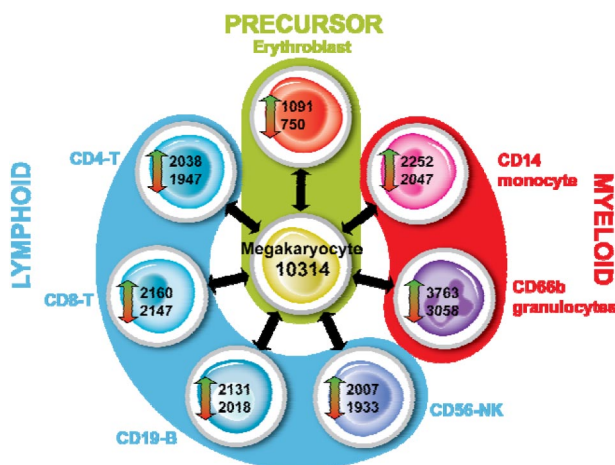 PRECURSOR
Erythroblast
1091
750
CD4-T
2038
1947
2252
2047
CD14
monocyte
LYMPHOID
MYELOID
Megakaryocyte
10314
CD8-T
2160
2147
3763
3058
CD66b
granulocytes
2131
2018
CD19-B
2007
1933
CD56-NK